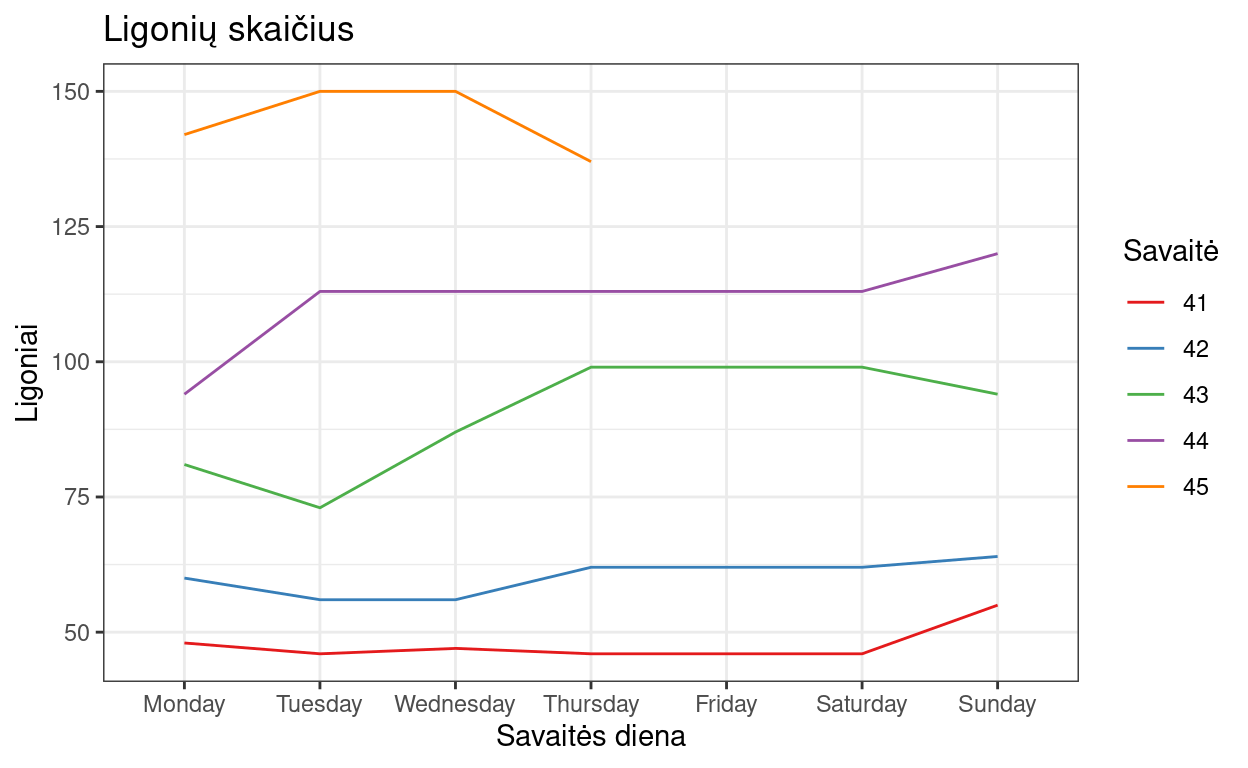 Ligonių skaičius
150
125
100
75
50
Ligoniai
Monday Tuesday Wednesday Thursday Friday Saturday Sunday
Savaitės diena
Savaitė
41
42
43
44
45